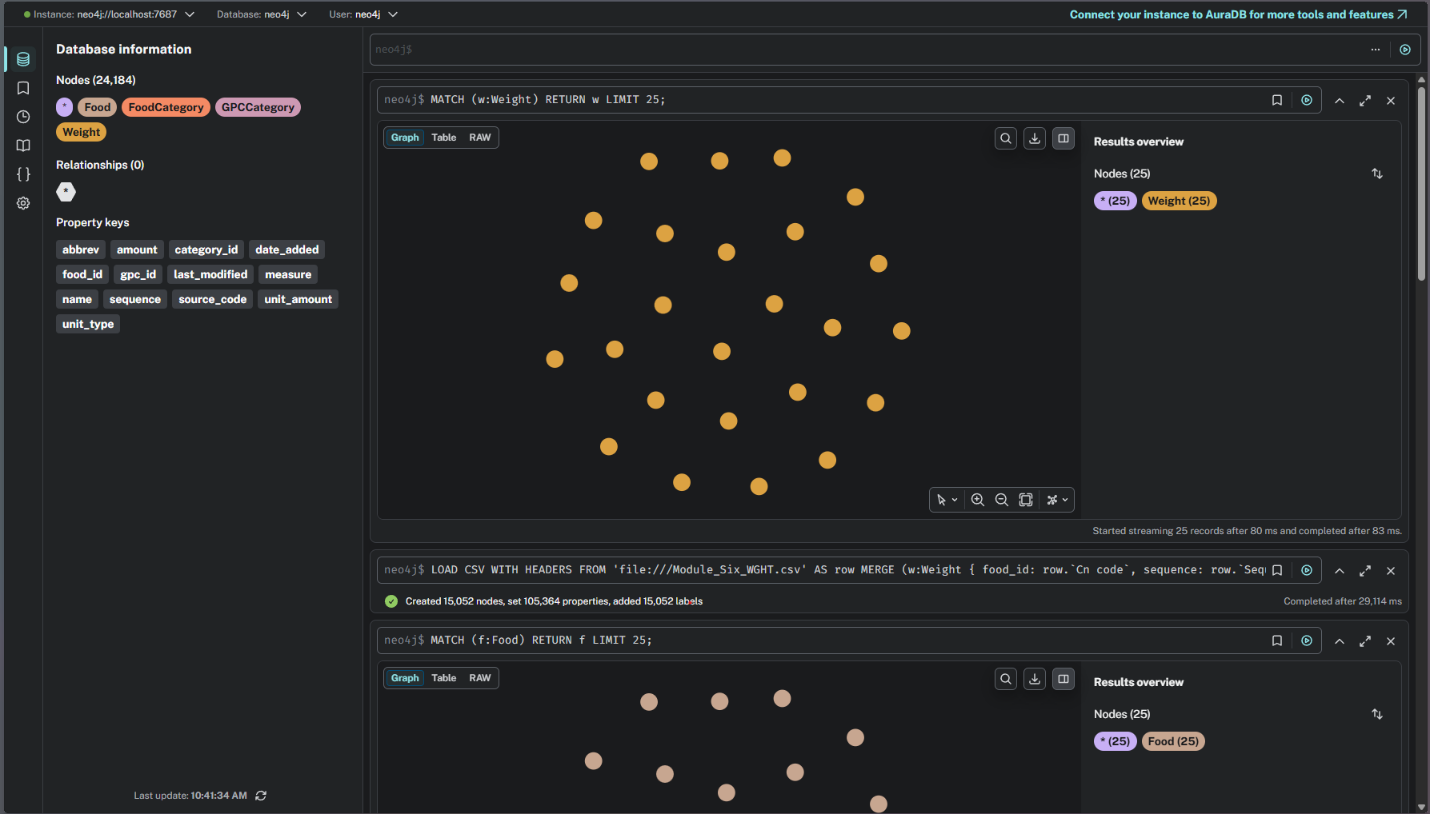 Instance: neo4j://localhost:7687 Database: neo4j User: neo4j Connect your instance to AuraDB for more tools and features
Database information
Nodes (24,184)
* Food FoodCategory GPCCategory
Weight
Relationships (0)
*
Property keys
abbrev amount category_id date_added
food_id gpc_id last_modified measure
name sequence source_code unit_amount
unit_type
Last update: 10:41:34 AM
neo4j$
neo4j$ MATCH (w:Weight) RETURN w LIMIT 25;
Graph Table RAW
Results overview
Nodes (25)
* (25) Weight (25)
Started streaming 25 records after 80 ms and completed after 83 ms.
neo4j$ LOAD CSV WITH HEADERS FROM 'file:///Module_Six_WGHT.csv' AS row MERGE (w:Weight { food_id: row.`Cn code`, sequence: row.`Seq
Created 15,052 nodes, set 105,364 properties, added 15,052 labels
Completed after 29,114 ms
neo4j$ MATCH (f:Food) RETURN f LIMIT 25;
Graph Table RAW
Results overview
Nodes (25)
* (25) Food (25)